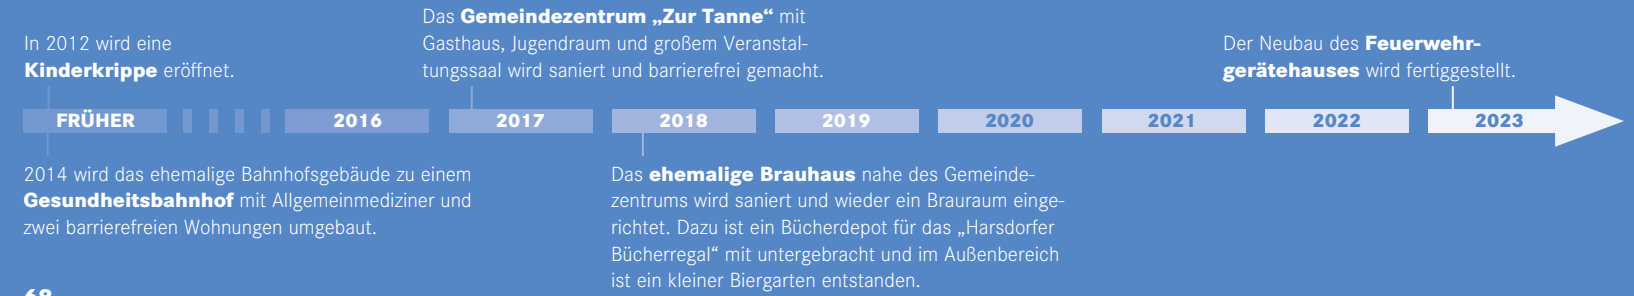 In 2012 wird eine
Kinderkrippe eröffnet.
Das Gemeindezentrum „Zur Tanne“ mit
Gasthaus, Jugendraum und großem Veranstal-
tungssaal wird saniert und barrierefrei gemacht.
Der Neubau des Feuerwehr-
gerätehauses wird fertiggestellt.
FRÜHER 2016 2017 2018 2019 2020 2021 2022 2023
2014 wird das ehemalige Bahnhofsgebäude zu einem
Gesundheitsbahnhof mit Allgemeinmediziner und
zwei barrierefreien Wohnungen umgebaut.
Das ehemalige Brauhaus nahe des Gemeinde-
zentrums wird saniert und wieder ein Brauraum einge-
richtet. Dazu ist ein Bücherdepot für das „Harsdorfer
Bücherregal“ mit untergebracht und im Außenbereich
ist ein kleiner Biergarten entstanden.
68